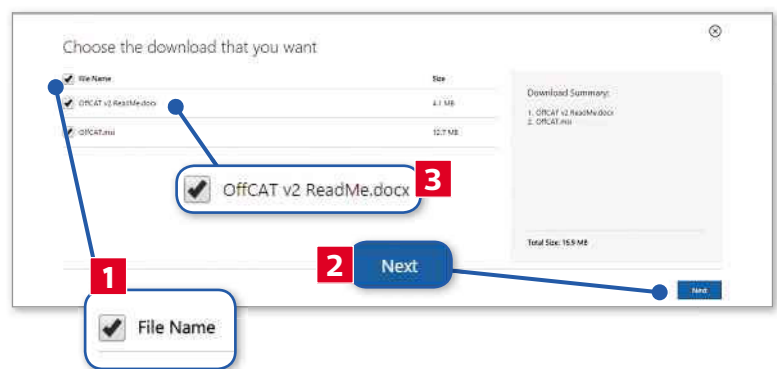 Choose the download that you want
File Name Size
OffCAT v2 ReadMe.docx 4.1 MB
OffCAT.msi 12.7 MB
Download Summary:
1. OffCAT v2 ReadMe.docx
2. OffCAT.msi
OffCAT v2 ReadMe.docx 3
Total Size: 16.9 MB
2 Next
Next
1
File Name